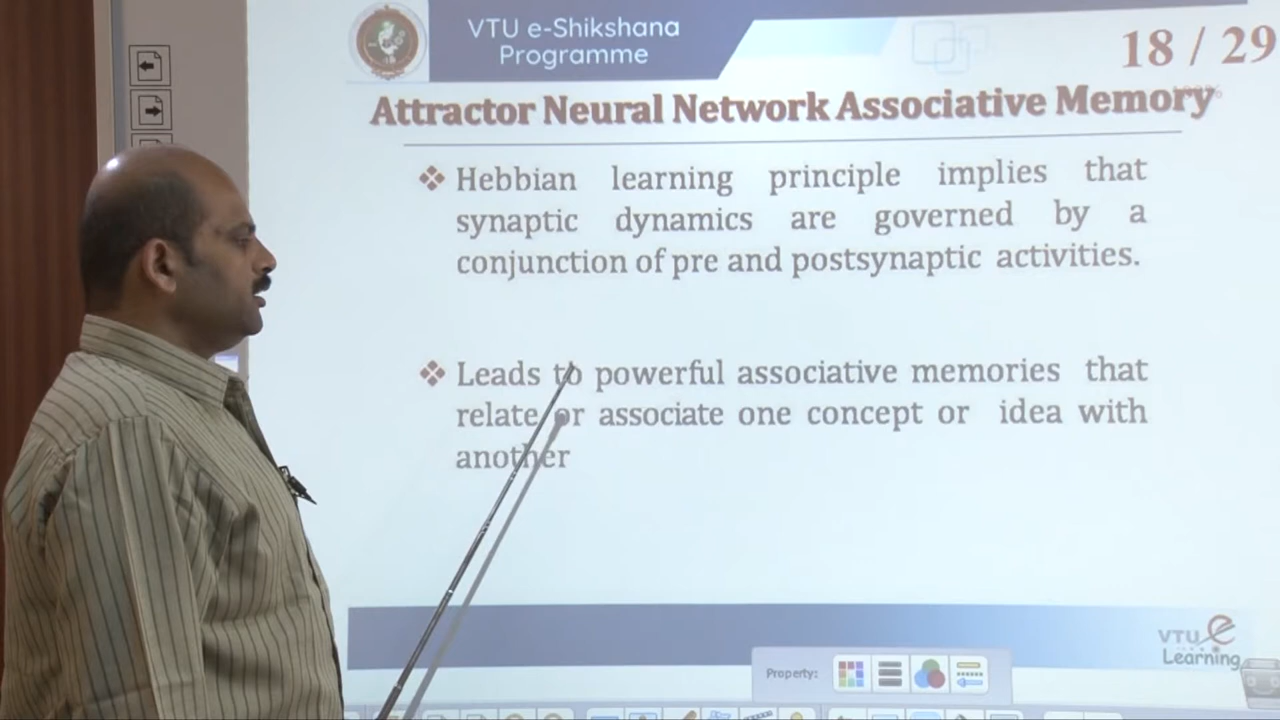 VTU e-Shikshana
Programme
18 / 29
Attractor Neural Network Associative Memory
❖ Hebbian learning principle implies that
synaptic dynamics are governed by a
conjunction of pre and postsynaptic activities.
❖ Leads to powerful associative memories that
relate or associate one concept or idea with
another
VTU e
Learning
Property: